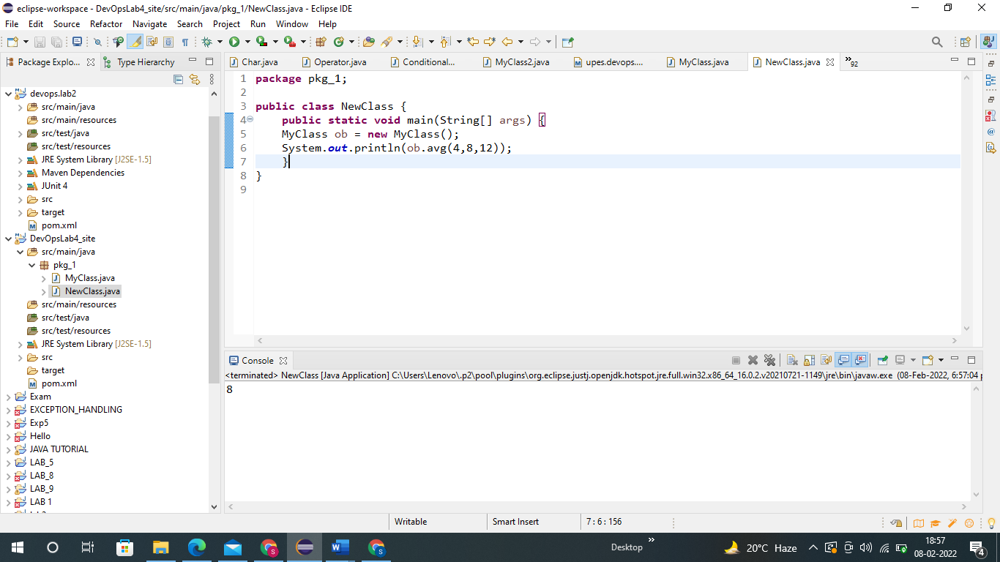 eclipse-workspace - DevOpsLab4_site/src/main/java/pkg_1/NewClass.java - Eclipse IDE
File Edit Source Refactor Navigate Search Project Run Window Help
Package Explo... Type Hierarchy
devops.lab2
src/main/java
src/main/resources
src/test/java
src/test/resources
JRE System Library [J2SE-1.5]
Maven Dependencies
JUnit 4
src
target
pom.xml
DevOpsLab4_site
src/main/java
pkg_1
MyClass.java
NewClass.java
src/main/resources
src/test/java
src/test/resources
JRE System Library [J2SE-1.5]
src
target
pom.xml
Exam
EXCEPTION_HANDLING
Exp5
Hello
JAVA TUTORIAL
LAB_5
LAB_8
LAB_9
LAB 1
Char.java Operator.java Conditional... MyClass2.java upes.devops.... MyClass.java NewClass.java »92
1 package pkg_1;
2
3 public class NewClass {
4 public static void main(String[] args) {
5 MyClass ob = new MyClass();
6 System.out.println(ob.avg(4,8,12));
7 }
8 }
9
Console
<terminated> NewClass [Java Application] C:\Users\Lenovo\.p2\pool\plugins\org.eclipse.justj.openjdk.hotspot.jre.full.win32.x86_64_16.0.2.v20210721-1149\jre\bin\javaw.exe (08-Feb-2022, 6:57:04 p
8
Writable Smart Insert 7 : 6 : 156
Desktop » 20°C Haze 18:57
08-02-2022 4